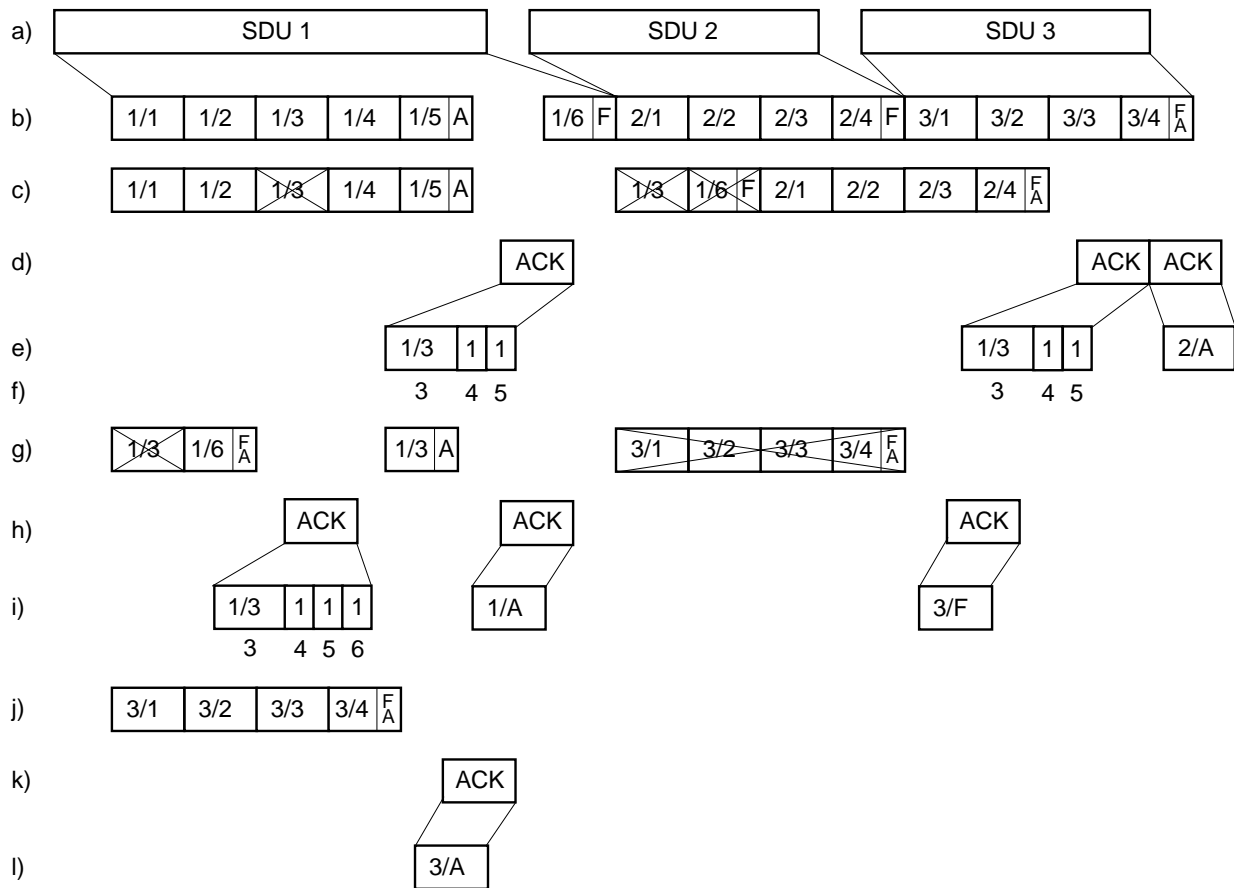 a) SDU 1 SDU 2 SDU 3
b) 1/1 1/2 1/3 1/4 1/5 A 1/6 F 2/1 2/2 2/3 2/4 F 3/1 3/2 3/3 3/4 F A
c) 1/1 1/2 1/3 1/4 1/5 A 1/3 1/6 F 2/1 2/2 2/3 2/4 F A
d) ACK ACK ACK
e) 1/3 1 1 1/3 1 1 2/A
f) 3 4 5 3 4 5
g) 1/3 1/6 F A 1/3 A 3/1 3/2 3/3 3/4 F A
h) ACK ACK ACK
i) 1/3 1 1 1 1/A 3/F
3 4 5 6
j) 3/1 3/2 3/3 3/4 F A
k) ACK
l) 3/A